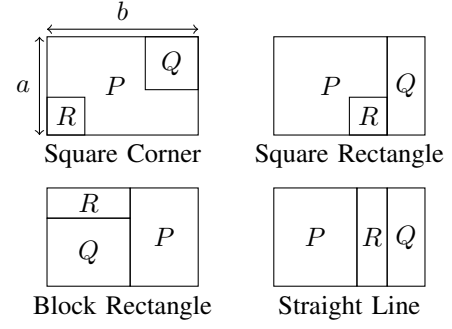 b
a
P
Q
R
Square Corner
P
Q
R
Square Rectangle
R
Q
P
Block Rectangle
P
R
Q
Straight Line